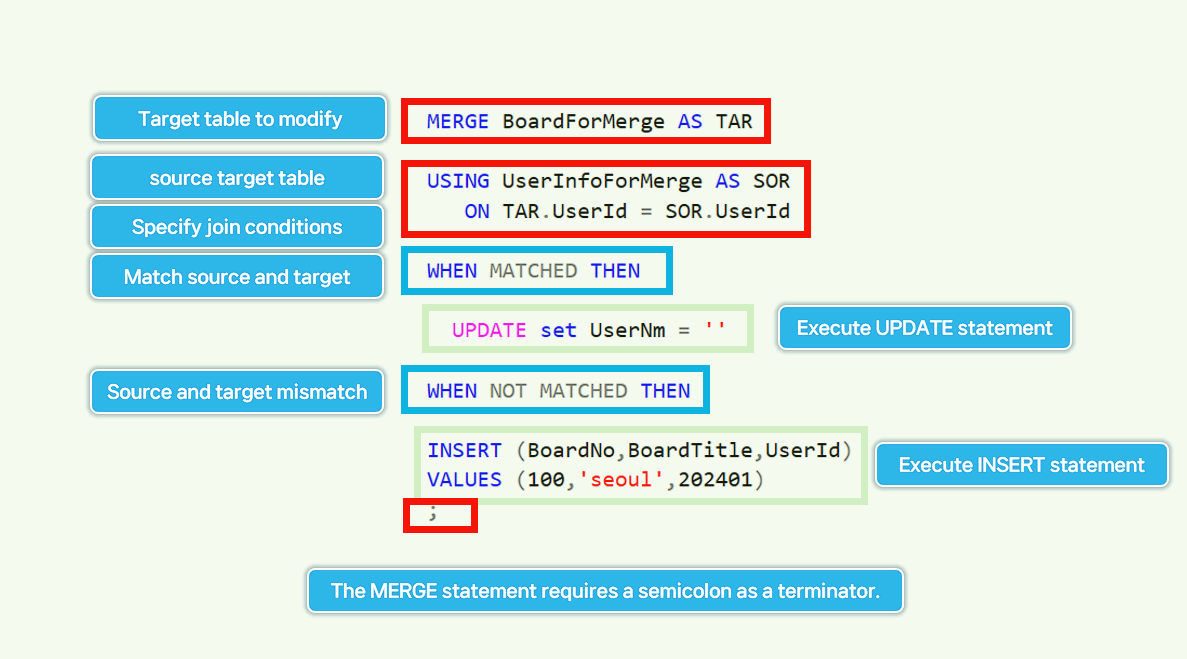 Target table to modify
MERGE BoardForMerge AS TAR
source target table
USING UserInfoForMerge AS SOR
Specify join conditions
ON TAR.UserId = SOR.UserId
Match source and target
WHEN MATCHED THEN
UPDATE set UserNm = ''
Execute UPDATE statement
Source and target mismatch
WHEN NOT MATCHED THEN
INSERT (BoardNo,BoardTitle,UserId)
VALUES (100,'seoul',202401)
Execute INSERT statement
;
The MERGE statement requires a semicolon as a terminator.